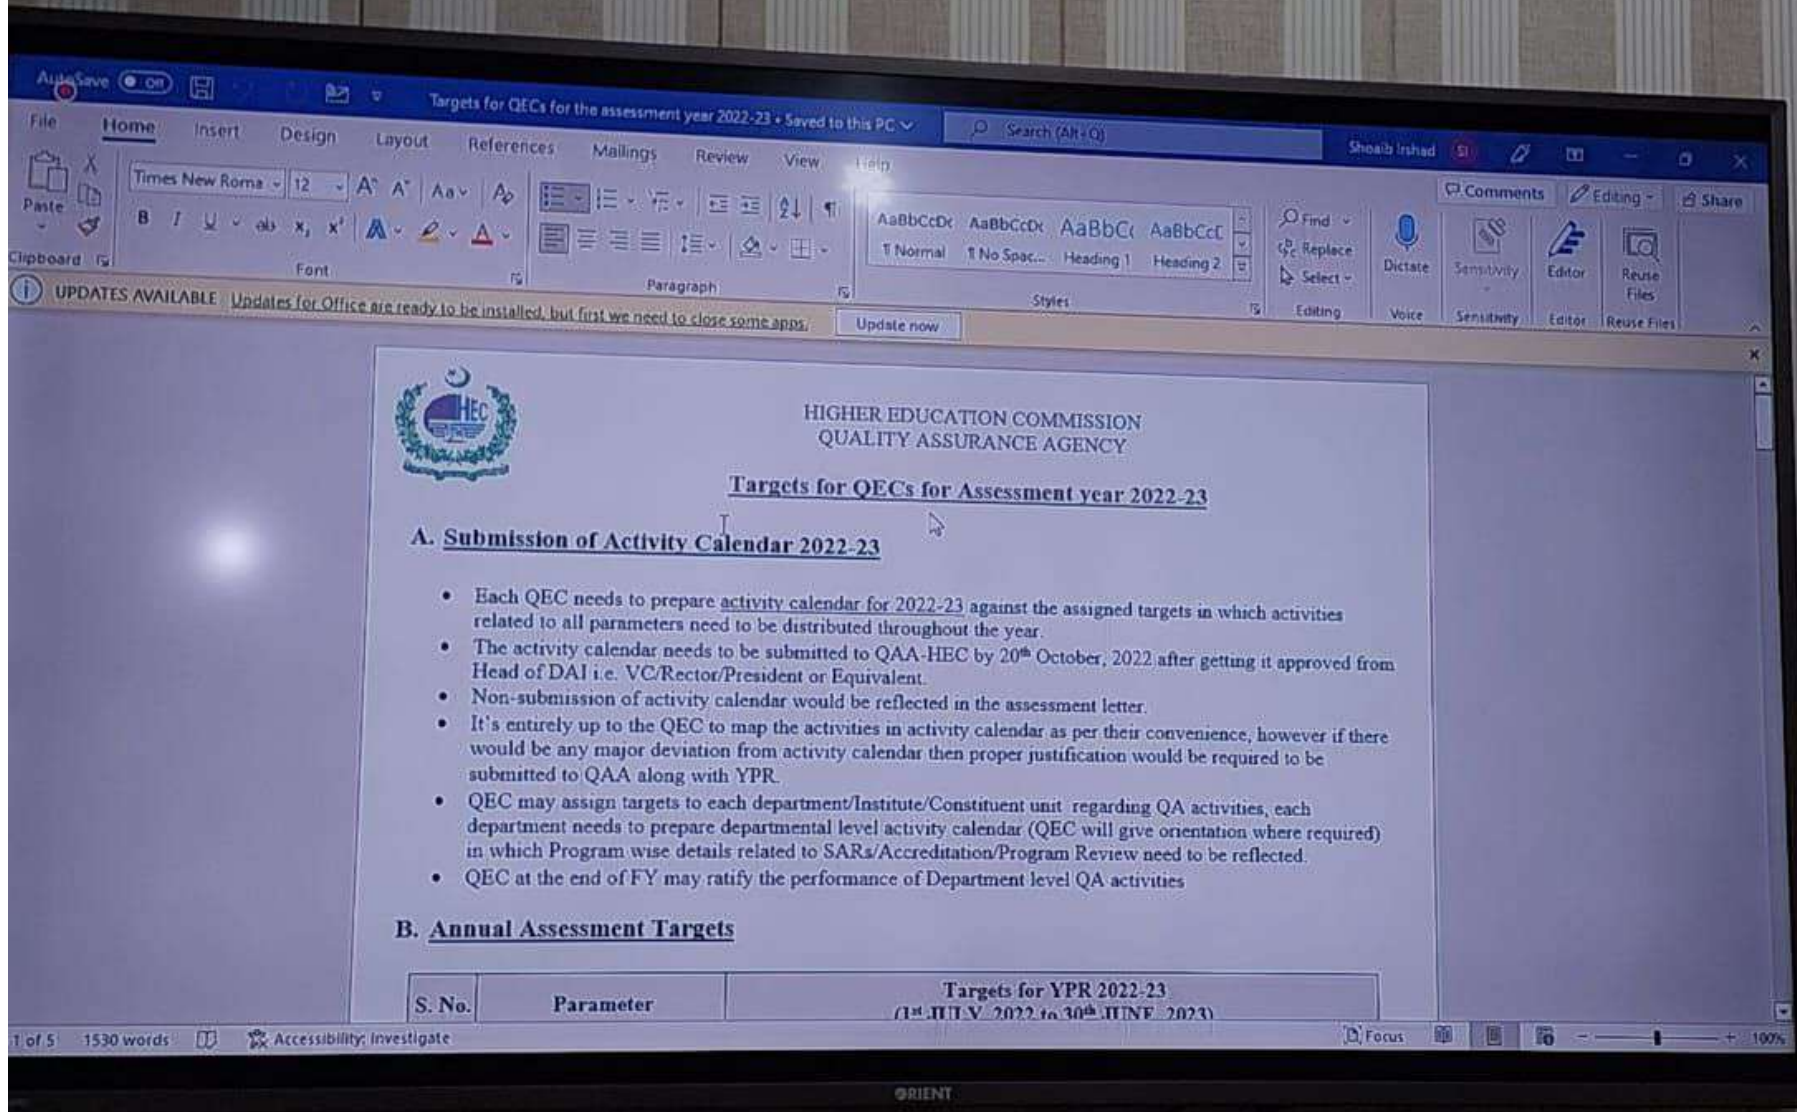 AutoSave Off Targets for QECs for the assessment year 2022-23 • Saved to this PC Search (Alt+Q) Shoaib Irshad SI
File Home Insert Design Layout References Mailings Review View Help
Comments Editing Share
Paste Times New Roma 12 A A Aa A
B I U ab x, x' A A
AaBbCcDc AaBbCcDc AaBbC AaBbCcC
¶ Normal ¶ No Spac... Heading 1 Heading 2
Find
Replace
Select
Dictate Sensitivity Editor Reuse Files
Clipboard Font Paragraph Styles Editing Voice Sensitivity Editor Reuse Files
UPDATES AVAILABLE Updates for Office are ready to be installed, but first we need to close some apps. Update now
HEC
HIGHER EDUCATION COMMISSION
QUALITY ASSURANCE AGENCY
Targets for QECs for Assessment year 2022-23
A. Submission of Activity Calendar 2022-23
• Each QEC needs to prepare activity calendar for 2022-23 against the assigned targets in which activities
related to all parameters need to be distributed throughout the year.
• The activity calendar needs to be submitted to QAA-HEC by 20th October, 2022 after getting it approved from
Head of DAI i.e. VC/Rector/President or Equivalent.
• Non-submission of activity calendar would be reflected in the assessment letter.
• It's entirely up to the QEC to map the activities in activity calendar as per their convenience, however if there
would be any major deviation from activity calendar then proper justification would be required to be
submitted to QAA along with YPR.
• QEC may assign targets to each department/Institute/Constituent unit regarding QA activities, each
department needs to prepare departmental level activity calendar (QEC will give orientation where required)
in which Program wise details related to SARs/Accreditation/Program Review need to be reflected.
• QEC at the end of FY may ratify the performance of Department level QA activities
B. Annual Assessment Targets
S. No. Parameter Targets for YPR 2022-23
(1st JULY, 2022 to 30th JUNE, 2023)
1 of 5 1530 words Accessibility: Investigate Focus 100%
ORIENT